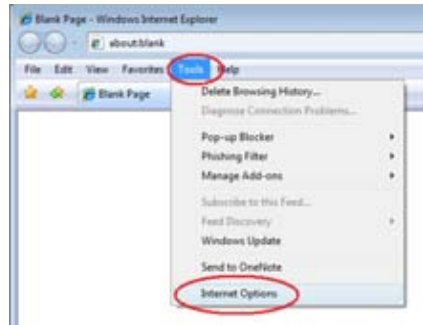 Blank Page - Windows Internet Explorer
about:blank
File Edit View Favorites Tools Help
Blank Page
Delete Browsing History...
Diagnose Connection Problems...
Pop-up Blocker
Phishing Filter
Manage Add-ons
Subscribe to this Feed...
Feed Discovery
Windows Update
Send to OneNote
Internet Options